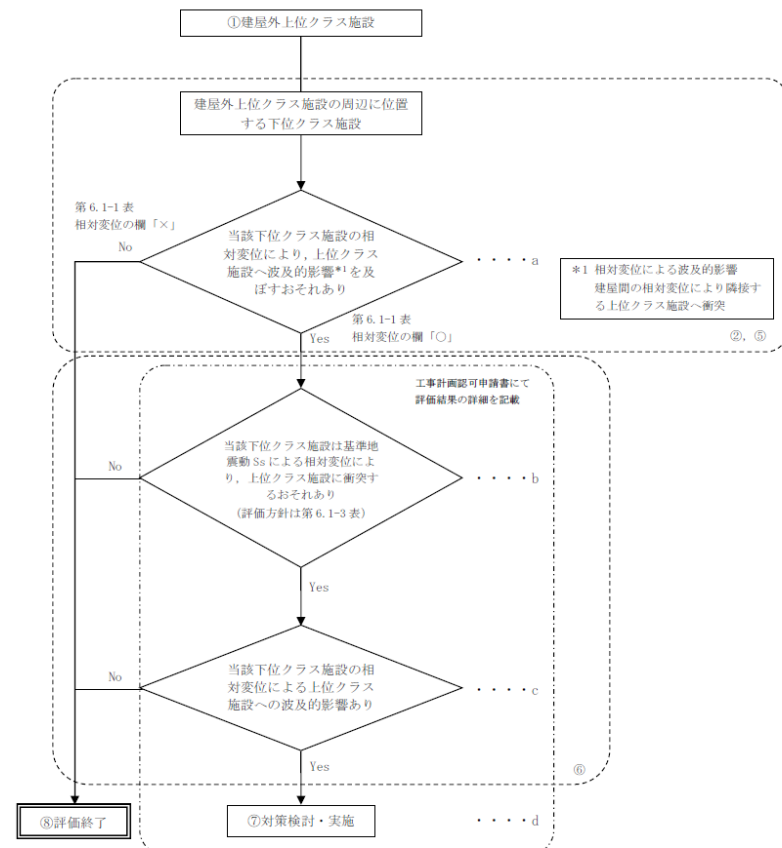 ①建屋外上位クラス施設
建屋外上位クラス施設の周辺に位置
する下位クラス施設
第 6.1-1 表
相対変位の欄「×」
No
当該下位クラス施設の相
対変位により, 上位クラス
施設へ波及的影響*1を及
ぼすおそれあり
・・・・a
*1 相対変位による波及的影響
建屋間の相対変位により隣接す
る上位クラス施設へ衝突
第 6.1-1 表
Yes 相対変位の欄「○」
②, ⑤
工事計画認可申請書にて
評価結果の詳細を記載
当該下位クラス施設は基準地
震動 Ss による相対変位によ
り, 上位クラス施設に衝突す
るおそれあり
(評価方針は第 6.1-3 表)
No
・・・・b
Yes
当該下位クラス施設の相
対変位による上位クラス
施設への波及的影響あり
No
・・・・c
Yes
⑥
⑧評価終了
⑦対策検討・実施
・・・・d